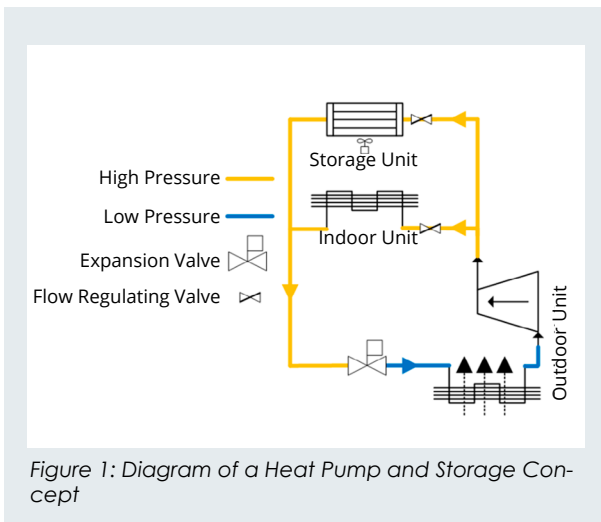 Storage Unit
High Pressure
Low Pressure
Indoor Unit
Expansion Valve
Flow Regulating Valve
Outdoor Unit
Figure 1: Diagram of a Heat Pump and Storage Con-
cept